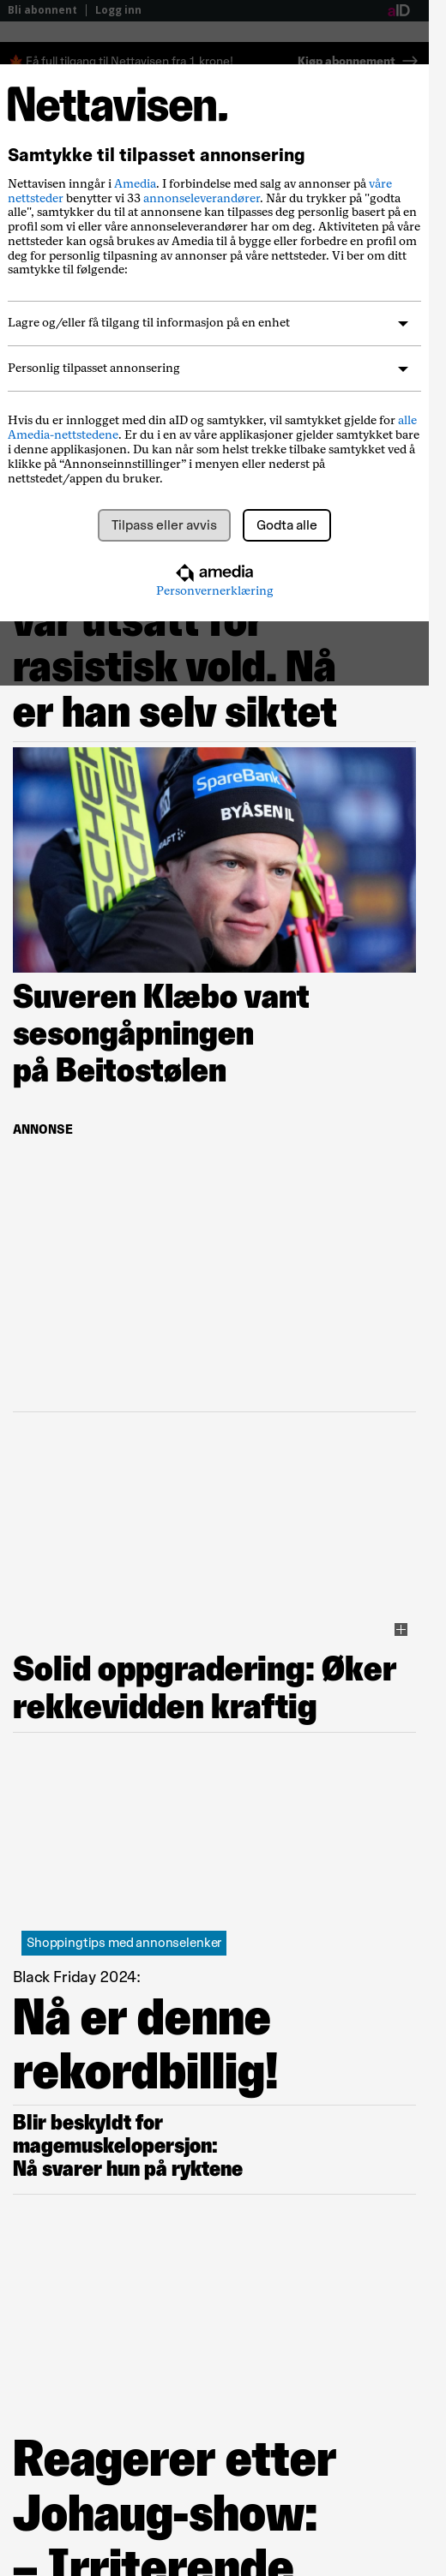 Bli abonnent | Logg inn
aID
Få full tilgang til Nettavisen fra 1 krone!
Kjøp abonnement →
Nettavisen.
Samtykke til tilpasset annonsering
Nettavisen inngår i Amedia. I forbindelse med salg av annonser på våre
nettsteder benytter vi 33 annonseleverandører. Når du trykker på "godta
alle", samtykker du til at annonsene kan tilpasses deg personlig basert på en
profil som vi eller våre annonseleverandører har om deg. Aktiviteten på våre
nettsteder kan også brukes av Amedia til å bygge eller forbedre en profil om
deg for personlig tilpasning av annonser på våre nettsteder. Vi ber om ditt
samtykke til følgende:
Lagre og/eller få tilgang til informasjon på en enhet
Personlig tilpasset annonsering
Hvis du er innlogget med din aID og samtykker, vil samtykket gjelde for alle
Amedia-nettstedene. Er du i en av våre applikasjoner gjelder samtykket bare
i denne applikasjonen. Du kan når som helst trekke tilbake samtykket ved å
klikke på “Annonseinnstillinger” i menyen eller nederst på
nettstedet/appen du bruker.
Tilpass eller avvis
Godta alle
amedia
Personvernerklæring
var utsatt for
rasistisk vold. Nå
er han selv siktet
SpareBank
BYÅSEN IL
Suveren Klæbo vant
sesongåpningen
på Beitostølen
ANNONSE
Solid oppgradering: Øker
rekkevidden kraftig
Shoppingtips med annonselenker
Black Friday 2024:
Nå er denne
rekordbillig!
Blir beskyldt for
magemuskelopersjon:
Nå svarer hun på ryktene
Reagerer etter
Johaug-show:
– Irriterende